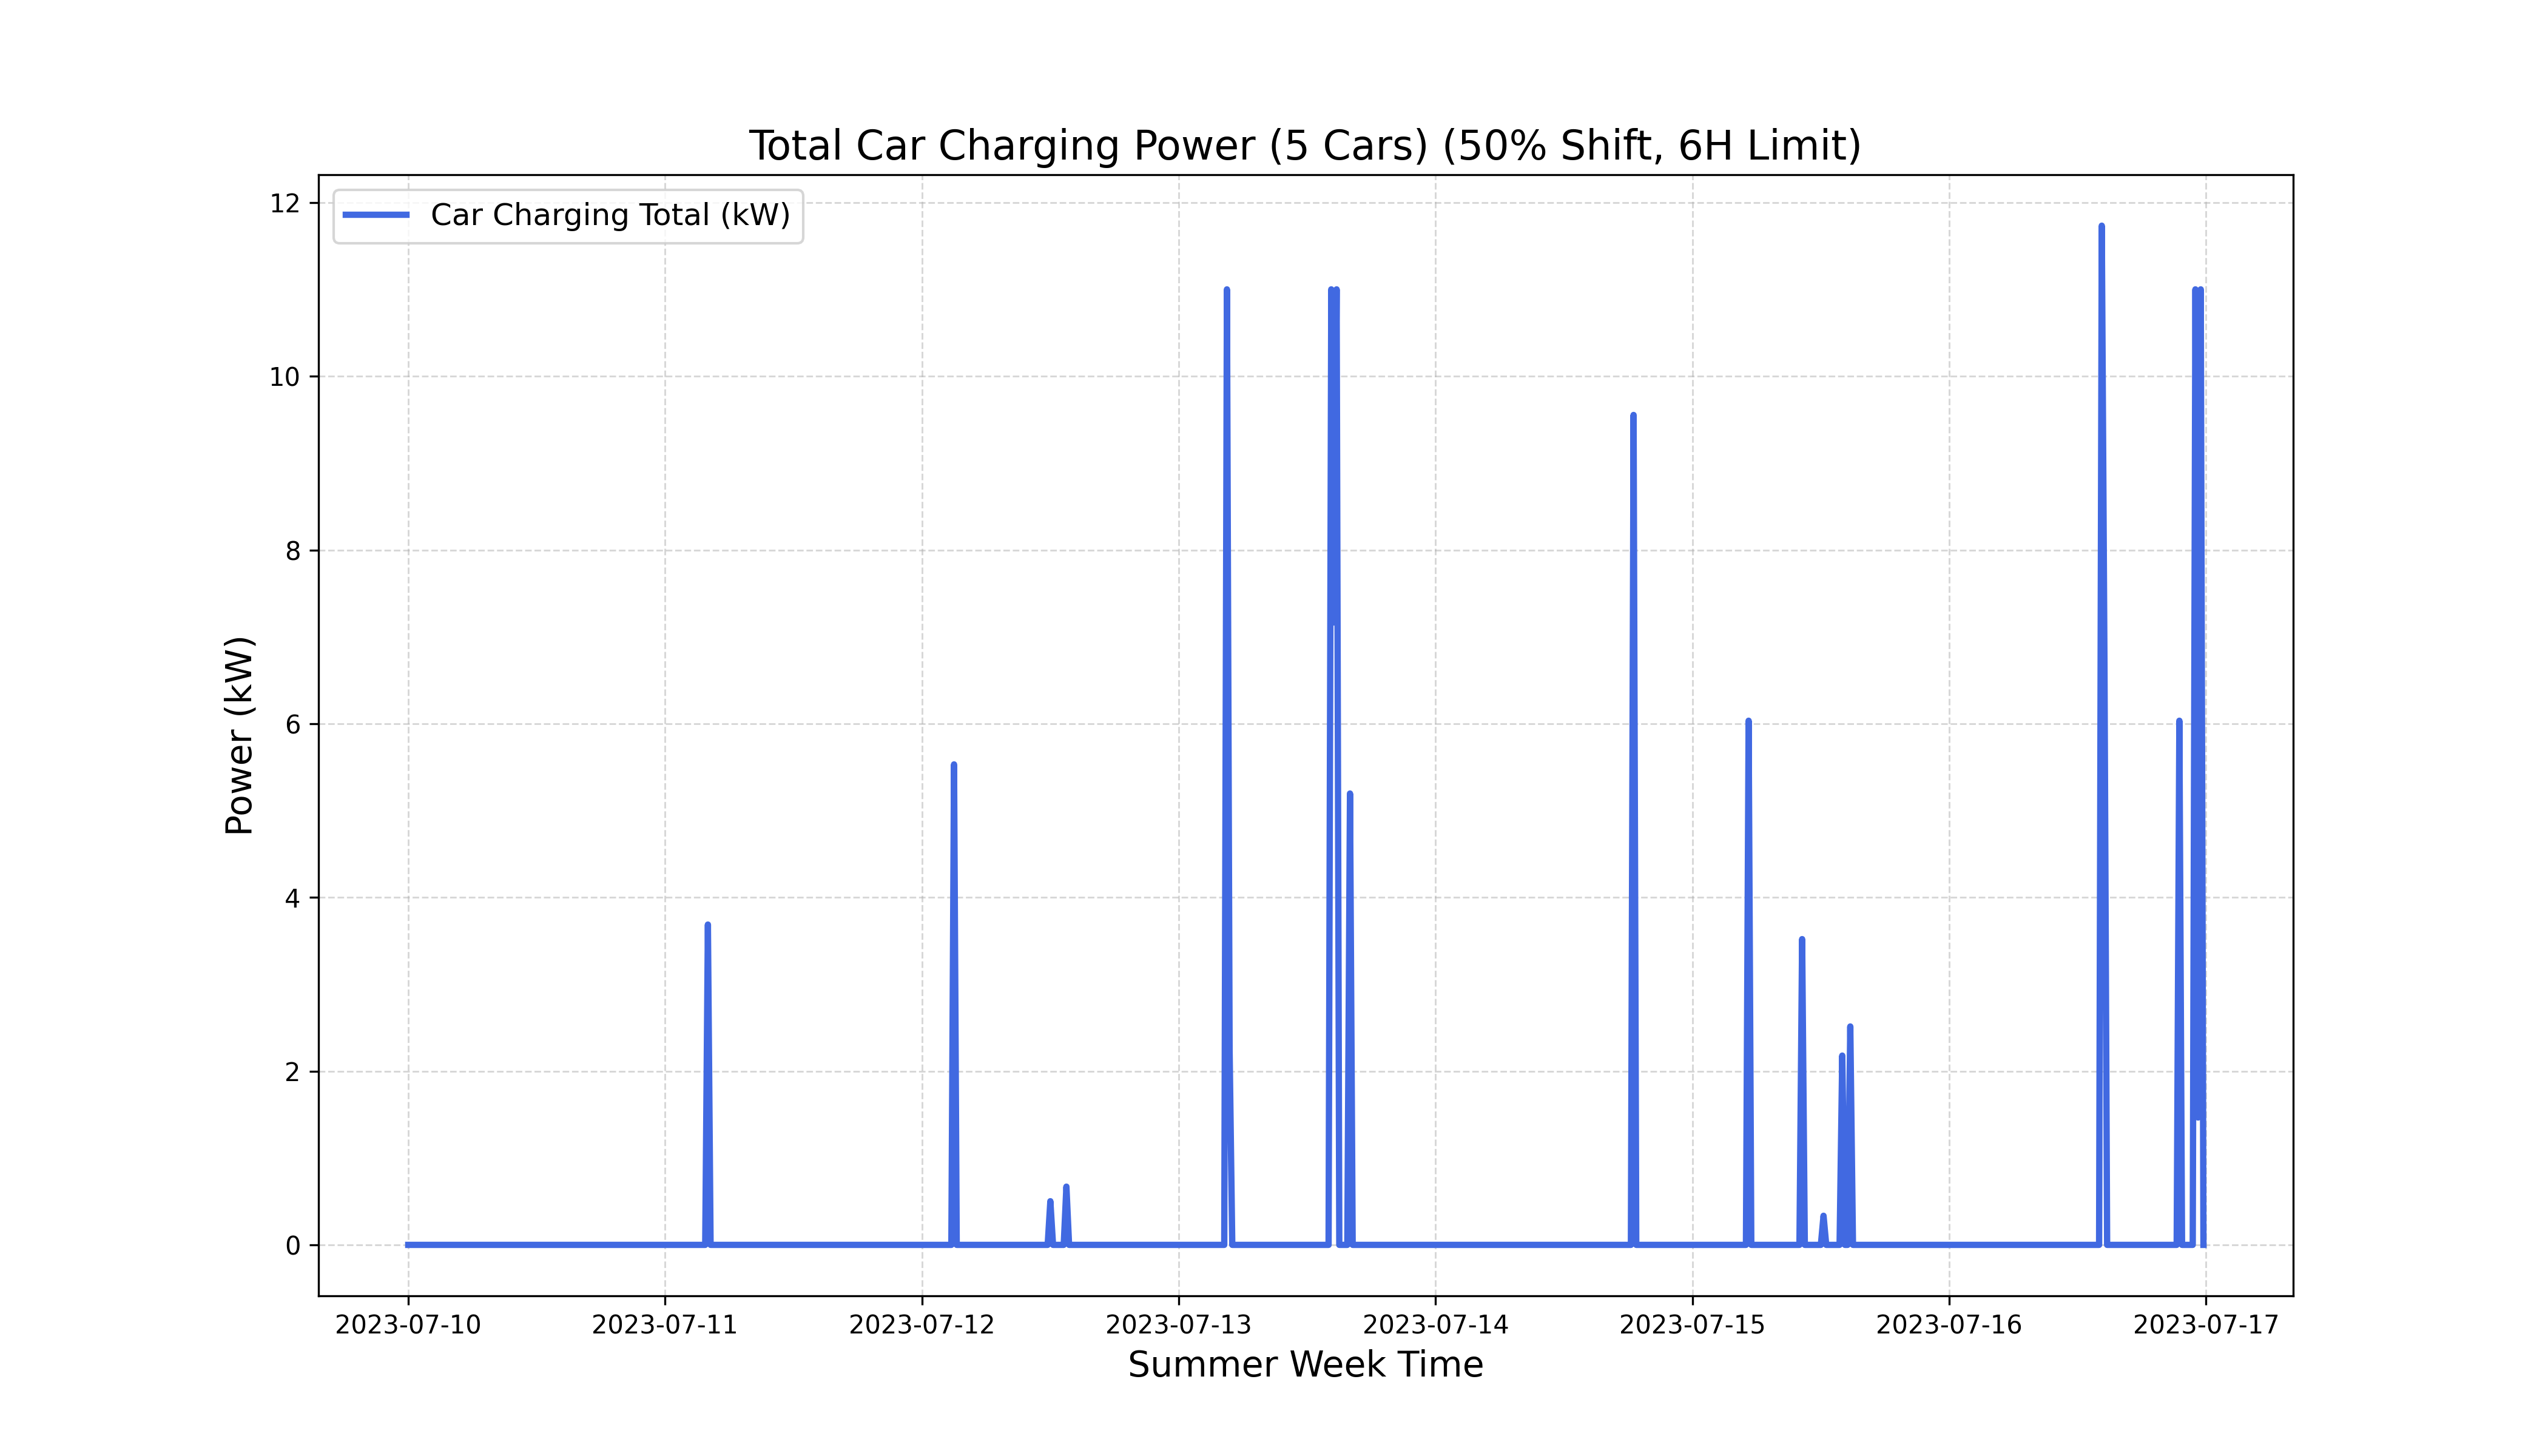 Total Car Charging Power (5 Cars) (50% Shift, 6H Limit)
Car Charging Total (kW)
12
10
8
6
4
2
0
Power (kW)
2023-07-10 2023-07-11 2023-07-12 2023-07-13 2023-07-14 2023-07-15 2023-07-16 2023-07-17
Summer Week Time